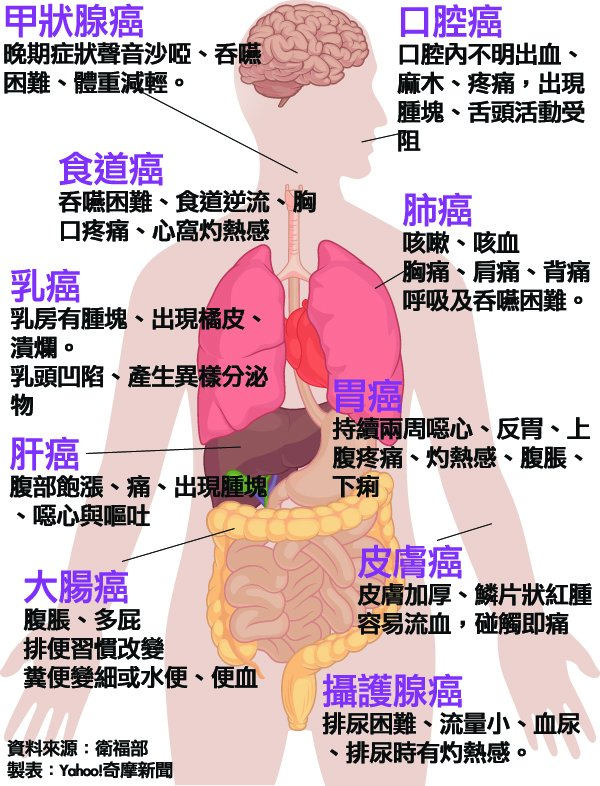 甲狀腺癌
晚期症狀聲音沙啞、吞嚥
困難、體重減輕。
口腔癌
口腔內不明出血、
麻木、疼痛，出現
腫塊、舌頭活動受
阻
食道癌
吞嚥困難、食道逆流、胸
口疼痛、心窩灼熱感
肺癌
咳嗽、咳血
胸痛、肩痛、背痛
呼吸及吞嚥困難。
乳癌
乳房有腫塊、出現橘皮、
潰爛。
乳頭凹陷、產生異樣分泌
物
胃癌
持續兩周噁心、反胃、上
腹疼痛、灼熱感、腹脹、
下痢
肝癌
腹部飽漲、痛、出現腫塊
、噁心與嘔吐
皮膚癌
皮膚加厚、鱗片狀紅腫
容易流血，碰觸即痛
大腸癌
腹脹、多屁
排便習慣改變
糞便變細或水便、便血
攝護腺癌
排尿困難、流量小、血尿
、排尿時有灼熱感。
資料來源：衛福部
製表：Yahoo!奇摩新聞